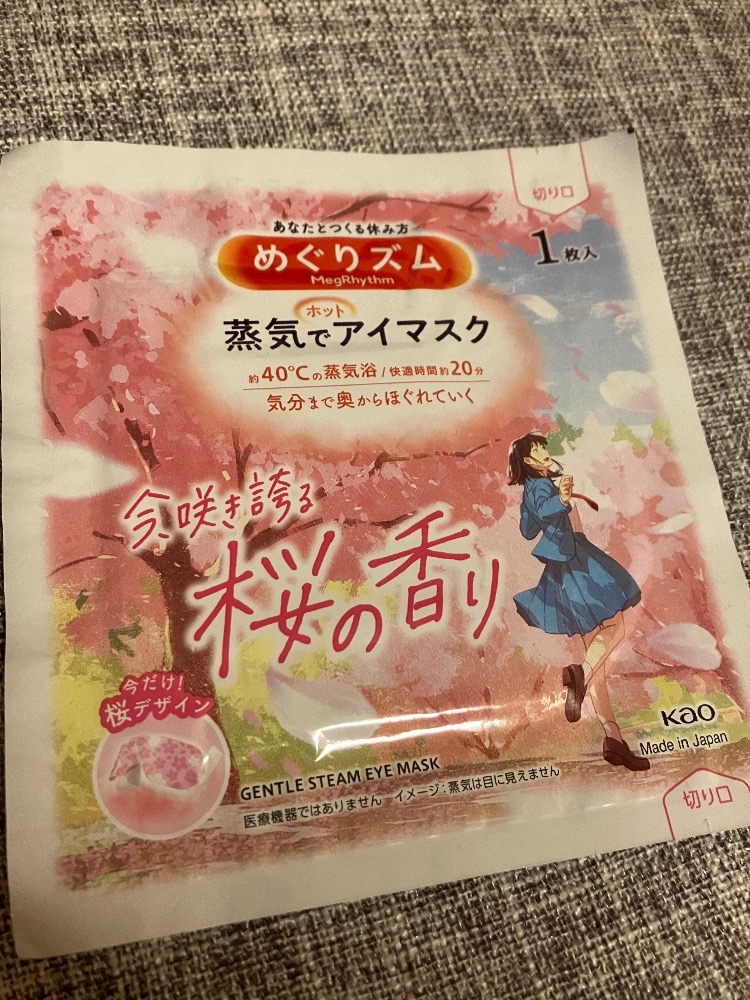 切り口
あなたとつくる休み方
めぐりズム
MegRhythm
1枚入
ホット
蒸気でアイマスク
約40℃の蒸気浴/快適時間約20分
気分まで奥からほぐれていく
今、咲き誇る
桜の香り
今だけ!
桜デザイン
Kao
Made in Japan
GENTLE STEAM EYE MASK
医療機器ではありません イメージ:蒸気は目に見えません
切り口